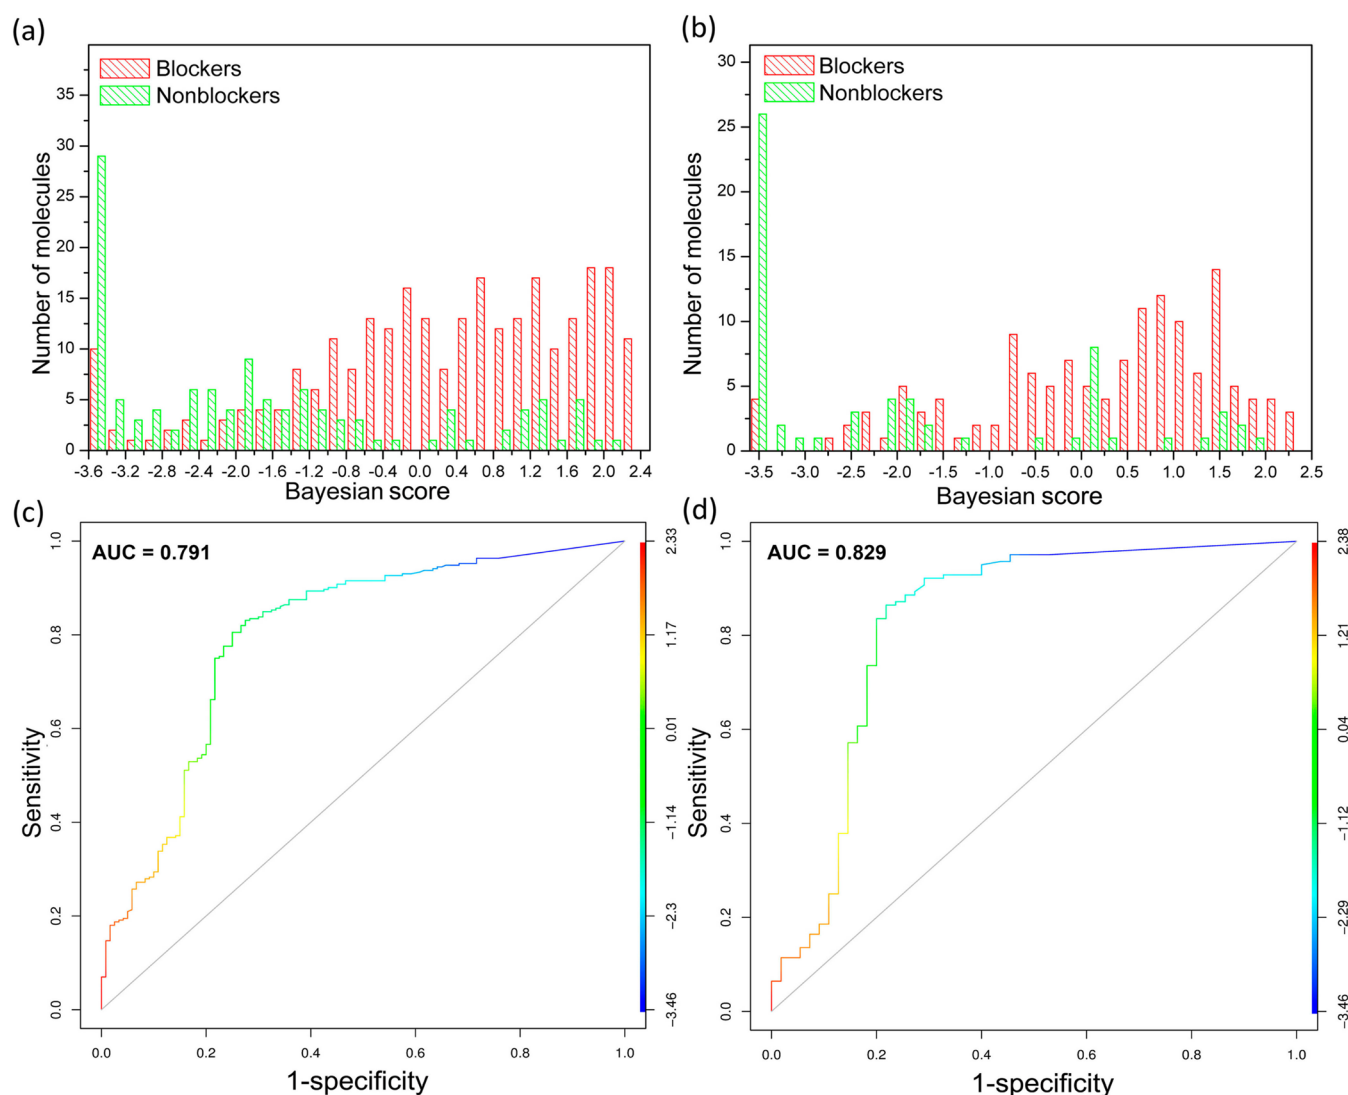 (a)
Blockers
Nonblockers
Number of molecules
35
30
25
20
15
10
5
0
-3.6 -3.2 -2.8 -2.4 -2.0 -1.6 -1.2 -0.8 -0.4 0.0 0.4 0.8 1.2 1.6 2.0 2.4
Bayesian score
(b)
Blockers
Nonblockers
Number of molecules
30
25
20
15
10
5
0
-3.5 -3.0 -2.5 -2.0 -1.5 -1.0 -0.5 0.0 0.5 1.0 1.5 2.0 2.5
Bayesian score
(c)
AUC = 0.791
Sensitivity
1.0
0.8
0.6
0.4
0.2
0.0
0.0 0.2 0.4 0.6 0.8 1.0
1-specificity
2.33
1.17
0.01
−1.14
−2.3
−3.46
(d)
AUC = 0.829
Sensitivity
1.0
0.8
0.6
0.4
0.2
0.0
0.0 0.2 0.4 0.6 0.8 1.0
1-specificity
2.38
1.21
0.04
−1.12
−2.29
−3.46